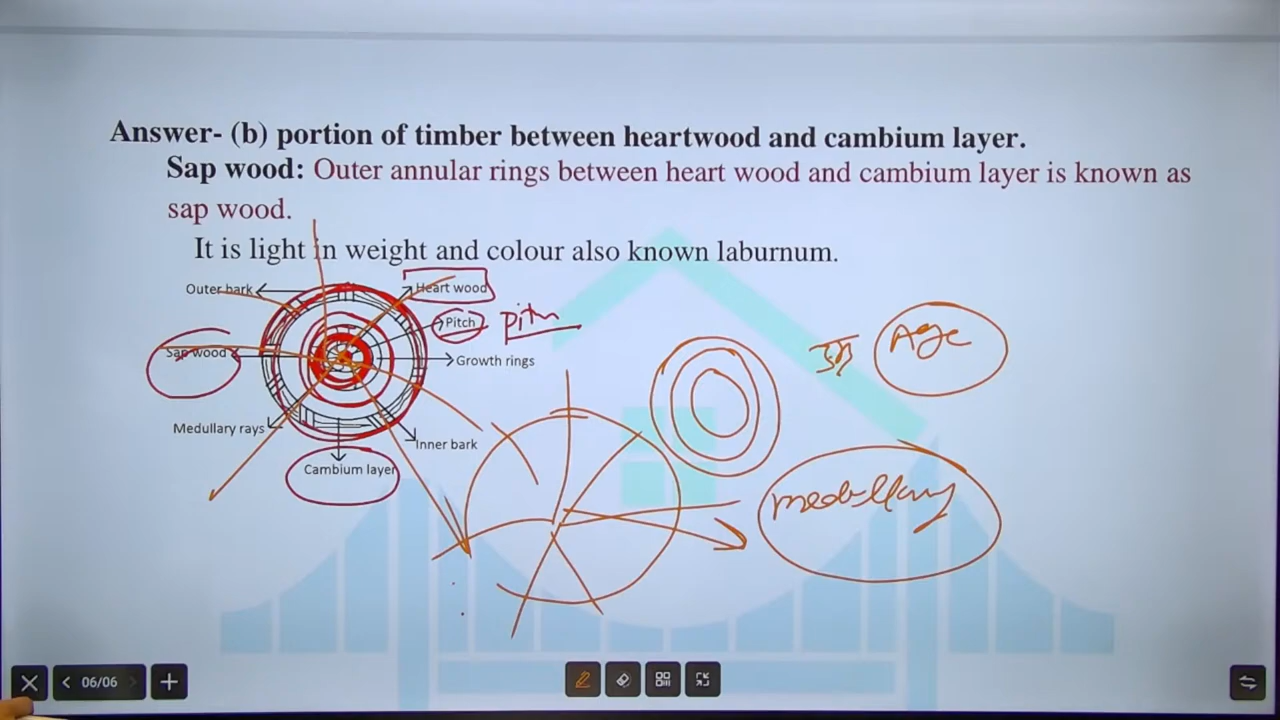 Answer- (b) portion of timber between heartwood and cambium layer.
Sap wood: Outer annular rings between heart wood and cambium layer is known as
sap wood.
It is light in weight and colour also known laburnum.
Outer bark
Heart wood
Pitch
Pith
Sap wood
Growth rings
Age
Medullary rays
Inner bark
Cambium layer
medullary
06/06